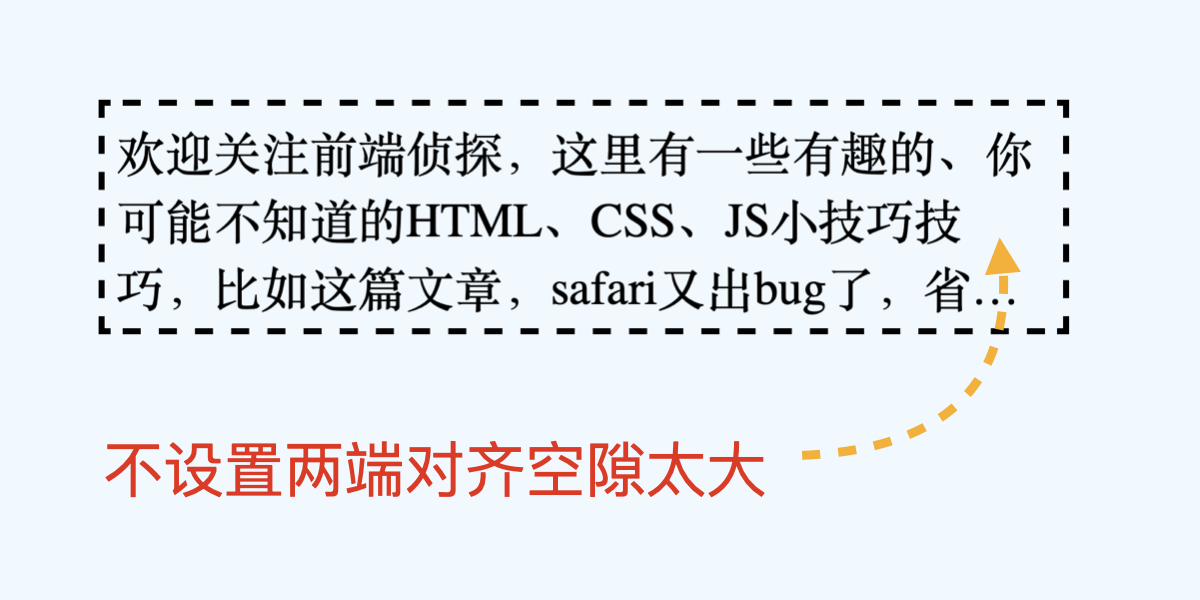 欢迎关注前端侦探，这里有一些有趣的、你
可能不知道的HTML、CSS、JS小技巧技
巧，比如这篇文章，safari又出bug了，省…
不设置两端对齐空隙太大